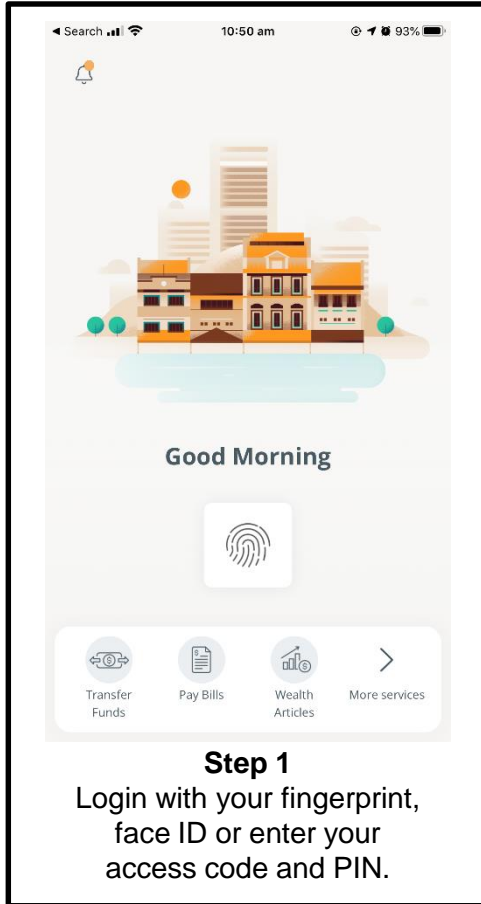 Search
10:50 am
93%
Good Morning
Transfer Funds
Pay Bills
Wealth Articles
More services
Step 1
Login with your fingerprint,
face ID or enter your
access code and PIN.